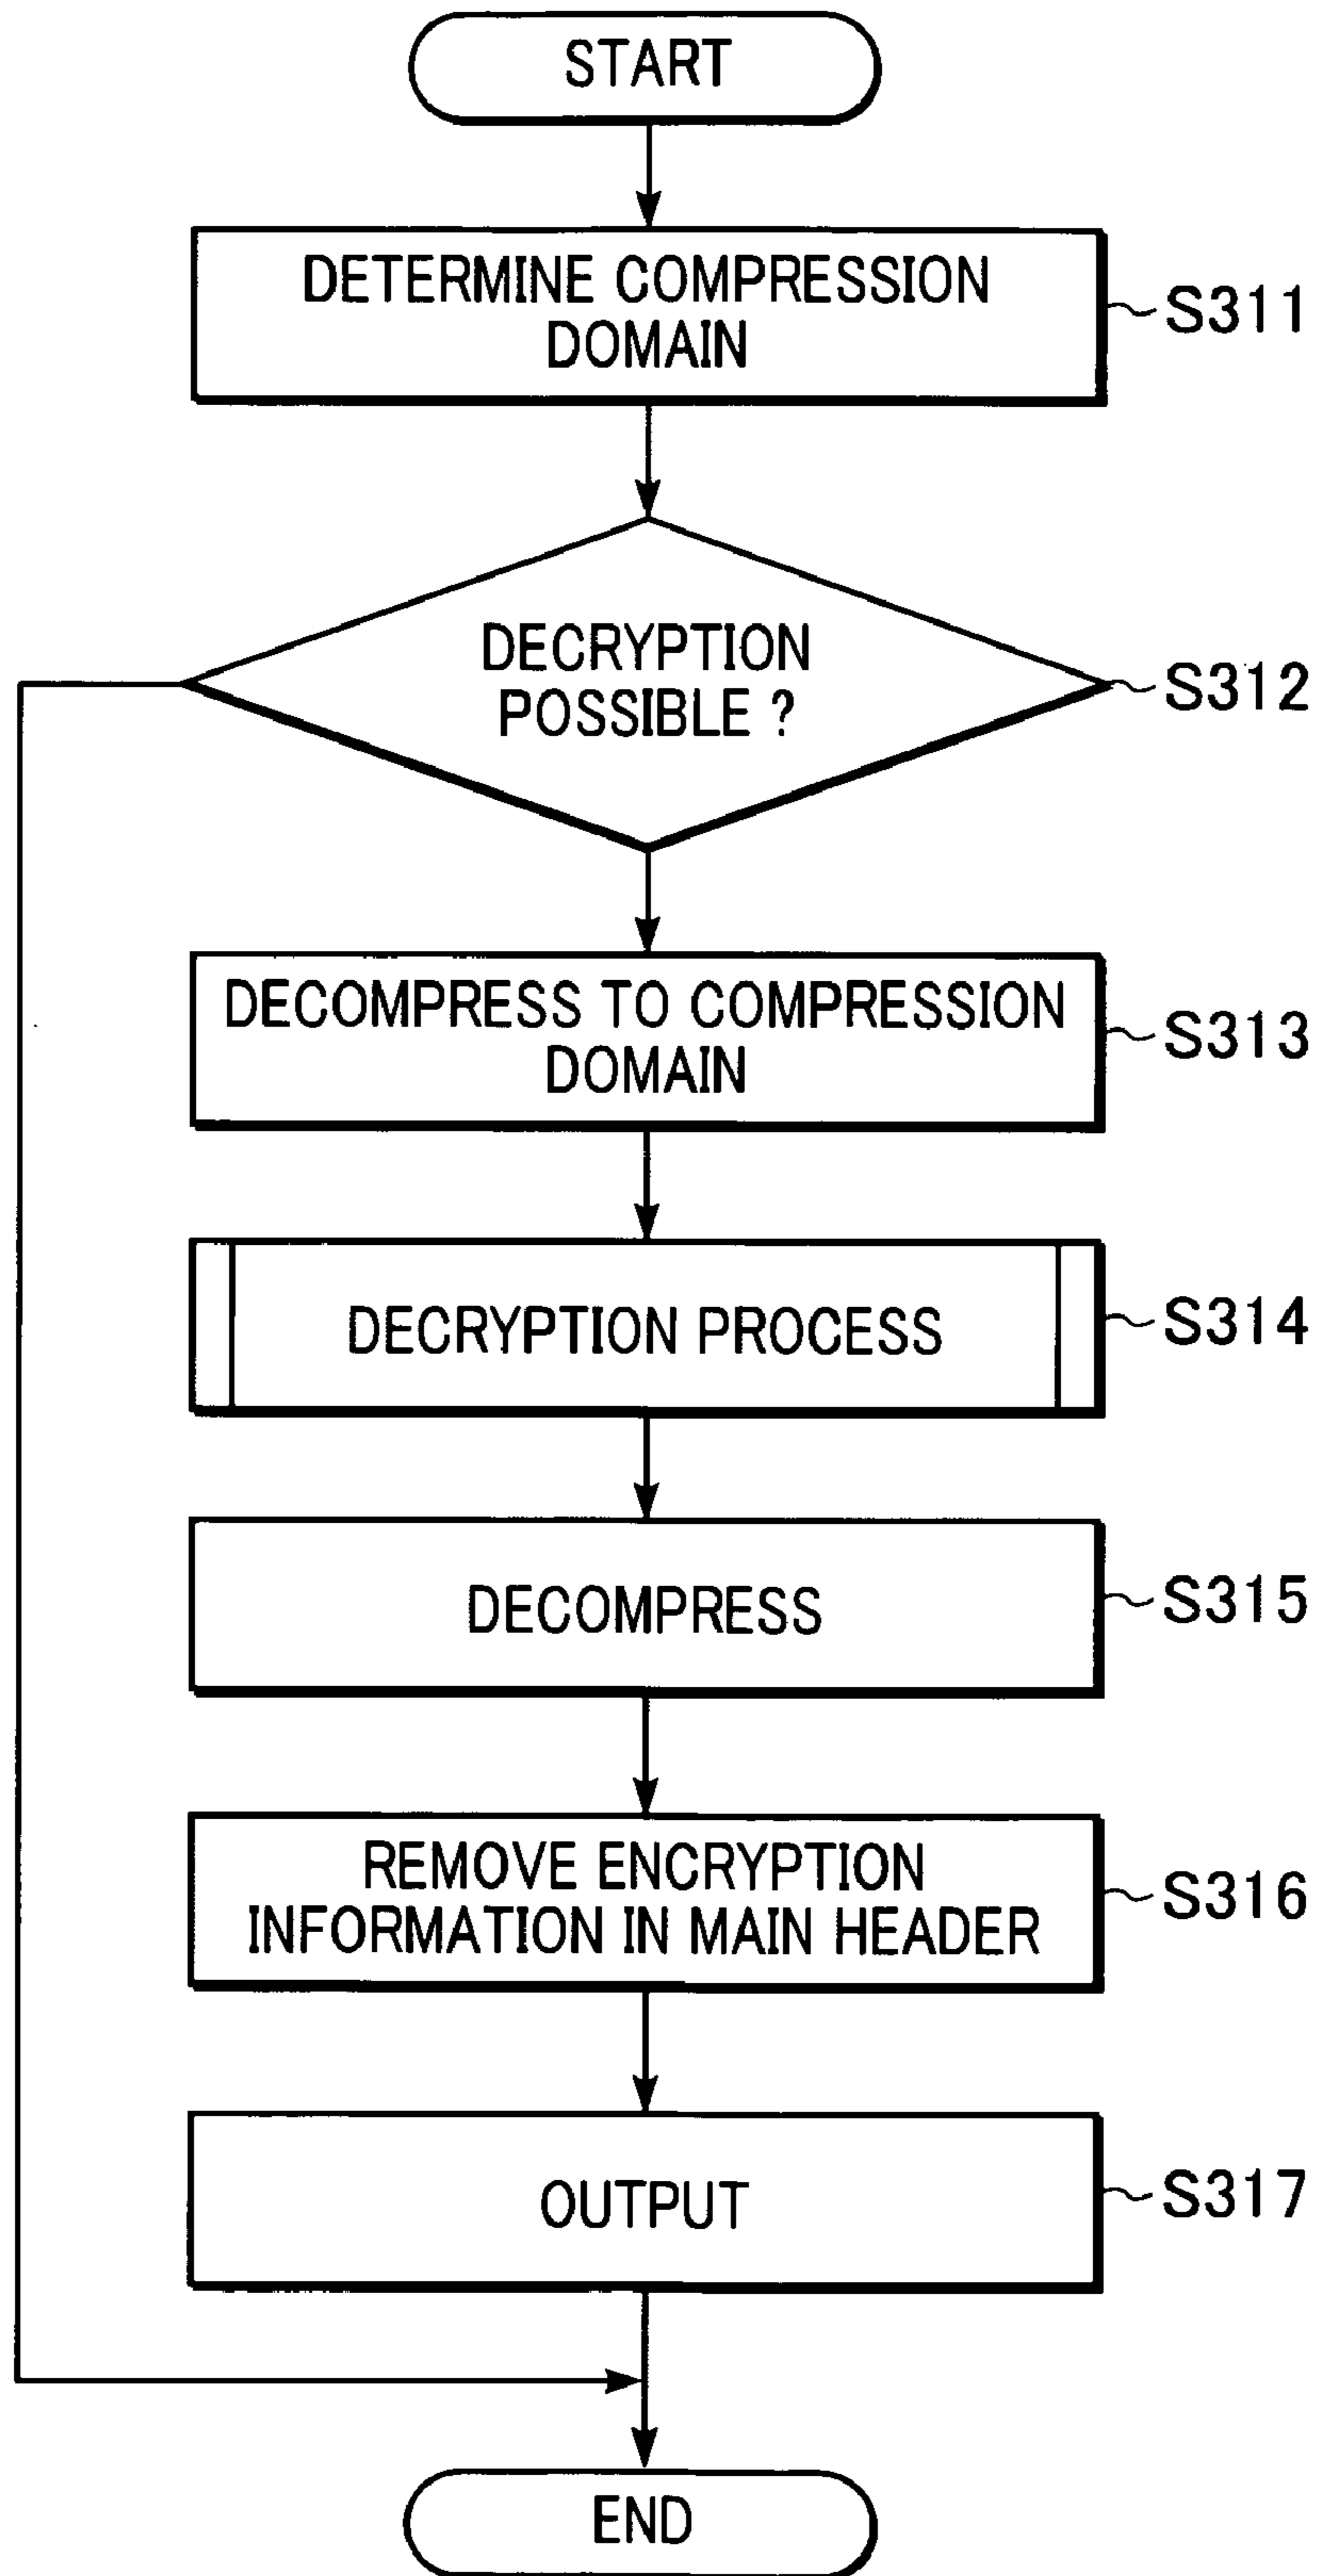 START
DETERMINE COMPRESSION
DOMAIN
S311
DECRYPTION
POSSIBLE ?
S312
DECOMPRESS TO COMPRESSION
DOMAIN
S313
DECRYPTION PROCESS
S314
DECOMPRESS
S315
REMOVE ENCRYPTION
INFORMATION IN MAIN HEADER
S316
OUTPUT
S317
END